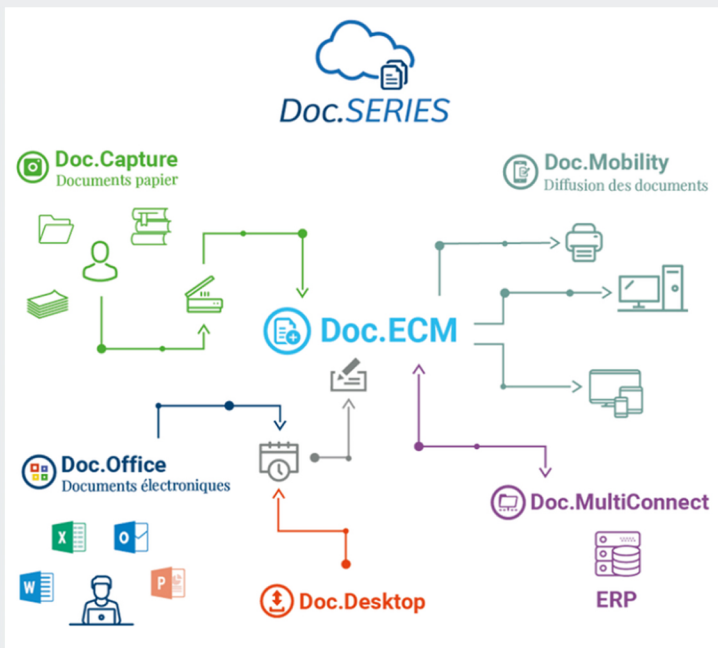 Doc.SERIES
Doc.Capture
Documents papier
Doc.Mobility
Diffusion des documents
Doc.ECM
Doc.Office
Documents électroniques
X
O
W
P
Doc.MultiConnect
Doc.Desktop
ERP